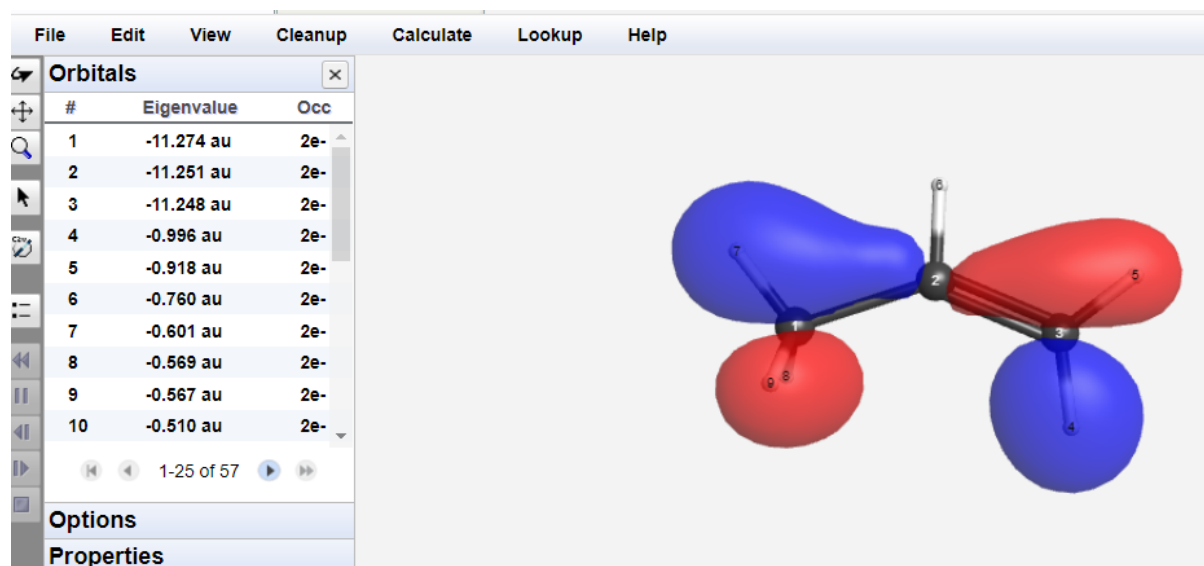 File Edit View Cleanup Calculate Lookup Help
Orbitals
# Eigenvalue Occ
1 -11.274 au 2e-
2 -11.251 au 2e-
3 -11.248 au 2e-
4 -0.996 au 2e-
5 -0.918 au 2e-
6 -0.760 au 2e-
7 -0.601 au 2e-
8 -0.569 au 2e-
9 -0.567 au 2e-
10 -0.510 au 2e-
1-25 of 57
Options
Properties
6
7
5
2
1
3
9 8
4